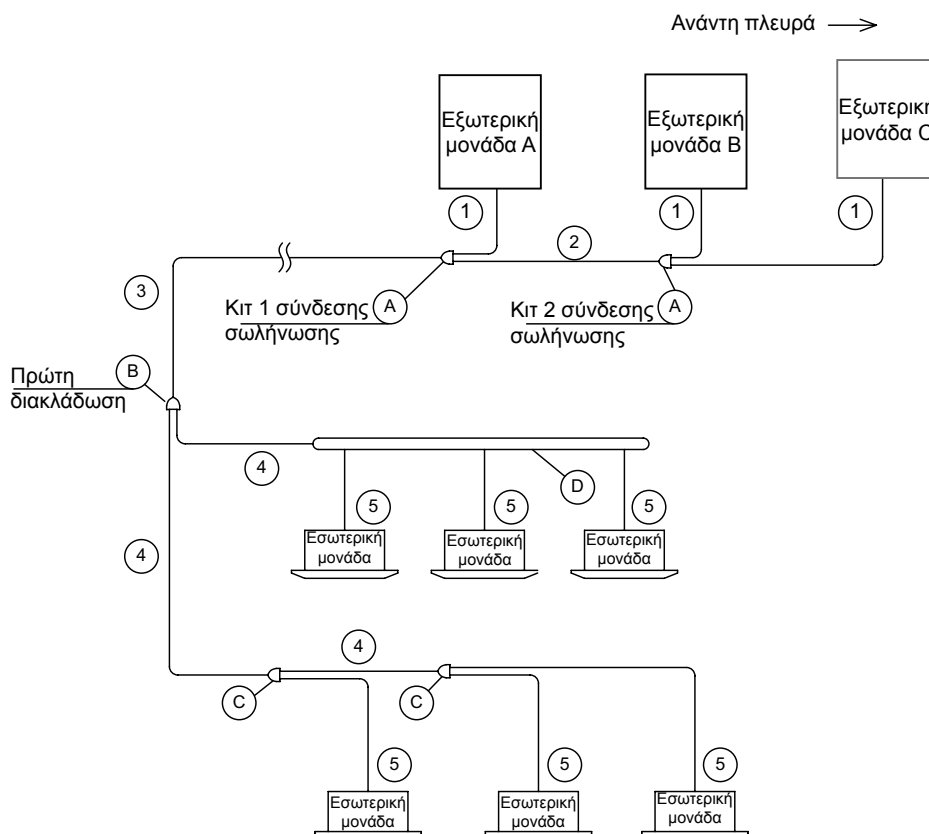 Ανάντη πλευρά
Εξωτερική
μονάδα A
Εξωτερική
μονάδα B
Εξωτερική
μονάδα C
1
1
1
2
3
Κιτ 1 σύνδεσης
σωλήνωσης
A
Κιτ 2 σύνδεσης
σωλήνωσης
A
Πρώτη
διακλάδωση
B
4
D
5
5
5
Εσωτερική
μονάδα
Εσωτερική
μονάδα
Εσωτερική
μονάδα
4
4
C
C
5
5
5
Εσωτερική
μονάδα
Εσωτερική
μονάδα
Εσωτερική
μονάδα